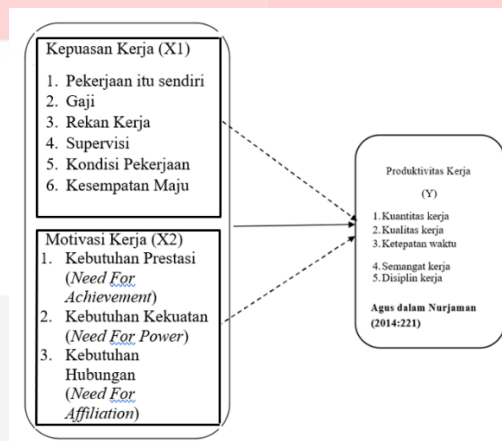 Kepuasan Kerja (X1)
1. Pekerjaan itu sendiri
2. Gaji
3. Rekan Kerja
4. Supervisi
5. Kondisi Pekerjaan
6. Kesempatan Maju
Motivasi Kerja (X2)
1. Kebutuhan Prestasi
(Need For
Achievement)
2. Kebutuhan Kekuatan
(Need For Power)
3. Kebutuhan
Hubungan
(Need For
Affiliation)
Produktivitas Kerja
(Y)
1.Kuantitas kerja
2.Kualitas kerja
3.Ketepatan waktu
4.Semangat kerja
5.Disiplin kerja
Agus dalam Nurjaman
(2014:221)